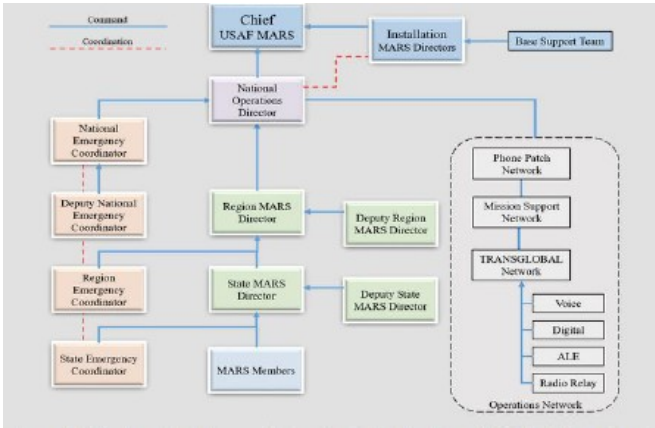 Command
Coordination
Chief
USAF MARS
Installation
MARS Directors
Base Support Team
National
Operations
Director
National
Emergency
Coordinator
Phone Patch
Network
Deputy National
Emergency
Coordinator
Region MARS
Director
Deputy Region
MARS Director
Mission Support
Network
TRANSGLOBAL
Network
Region
Emergency
Coordinator
State MARS
Director
Deputy State
MARS Director
Voice
Digital
ALE
Radio Relay
State Emergency
Coordinator
MARS Members
Operations Network